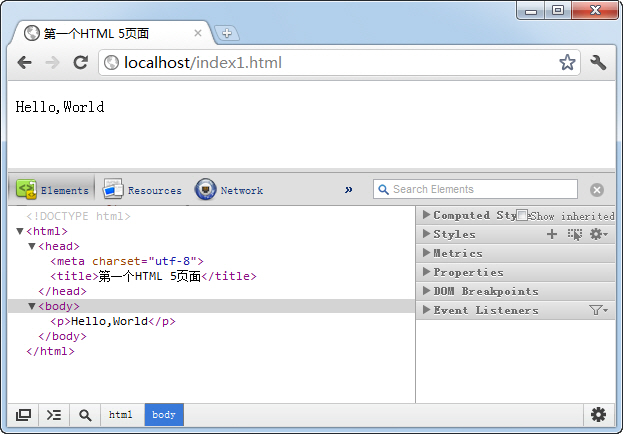 第一个HTML 5页面
localhost/index1.html
Hello,World
Elements Resources Network » Search Elements
<!DOCTYPE html>
<html>
<head>
<meta charset="utf-8">
<title>第一个HTML 5页面</title>
</head>
<body>
<p>Hello,World</p>
</body>
</html>
Computed Style Show inherited
Styles
Metrics
Properties
DOM Breakpoints
Event Listeners
html body